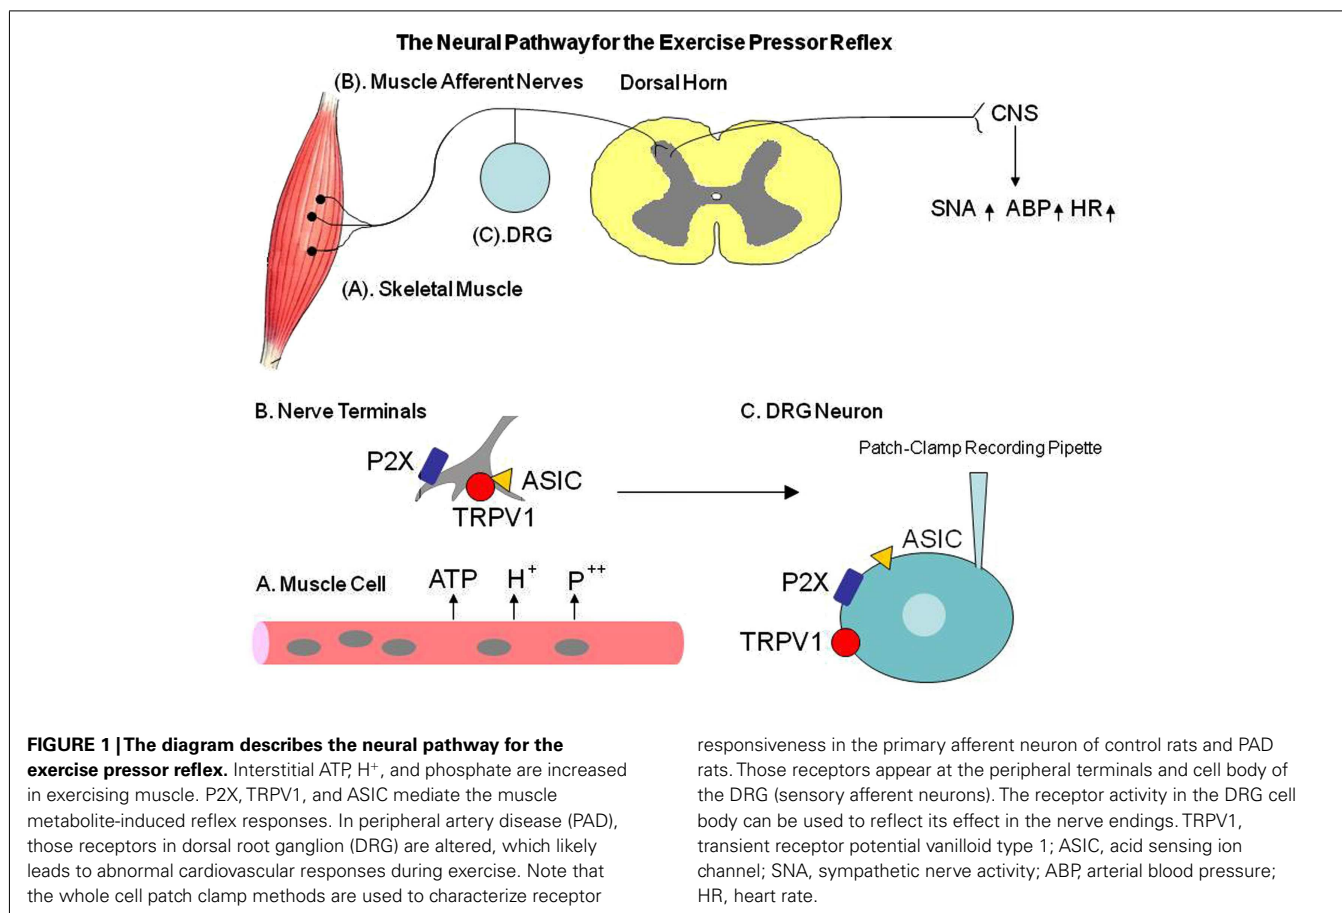 The Neural Pathway for the Exercise Pressor Reflex
(B). Muscle Afferent Nerves
Dorsal Horn
CNS
SNA ABP HR
(C).DRG
(A). Skeletal Muscle
B. Nerve Terminals
C. DRG Neuron
Patch-Clamp Recording Pipette
P2X
ASIC
TRPV1
ASIC
P2X
TRPV1
A. Muscle Cell
ATP H+ P++
FIGURE 1 | The diagram describes the neural pathway for the
exercise pressor reflex. Interstitial ATP, H+, and phosphate are increased
in exercising muscle. P2X, TRPV1, and ASIC mediate the muscle
metabolite-induced reflex responses. In peripheral artery disease (PAD),
those receptors in dorsal root ganglion (DRG) are altered, which likely
leads to abnormal cardiovascular responses during exercise. Note that
the whole cell patch clamp methods are used to characterize receptor
responsiveness in the primary afferent neuron of control rats and PAD
rats. Those receptors appear at the peripheral terminals and cell body of
the DRG (sensory afferent neurons). The receptor activity in the DRG cell
body can be used to reflect its effect in the nerve endings. TRPV1,
transient receptor potential vanilloid type 1; ASIC, acid sensing ion
channel; SNA, sympathetic nerve activity; ABP, arterial blood pressure;
HR, heart rate.